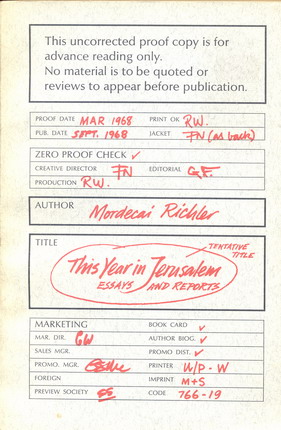 This uncorrected proof copy is for
advance reading only.
No material is to be quoted or
reviews to appear before publication.
PROOF DATE MAR 1968 PRINT OK R.W.
PUB. DATE SEPT. 1968 JACKET FN (as back)
ZERO PROOF CHECK ✓
CREATIVE DIRECTOR FN EDITORIAL G.F.
PRODUCTION R.W.
AUTHOR Mordecai Richler
TITLE
TENTATIVE
TITLE
This Year in Jerusalem
ESSAYS AND REPORTS
MARKETING BOOK CARD ✓
MAR. DIR. GW AUTHOR BIOG. ✓
SALES MGR. PROMO DIST. ✓
PROMO. MGR. PRINTER W/P - W
FOREIGN IMPRINT M+S
PREVIEW SOCIETY CODE 766-19